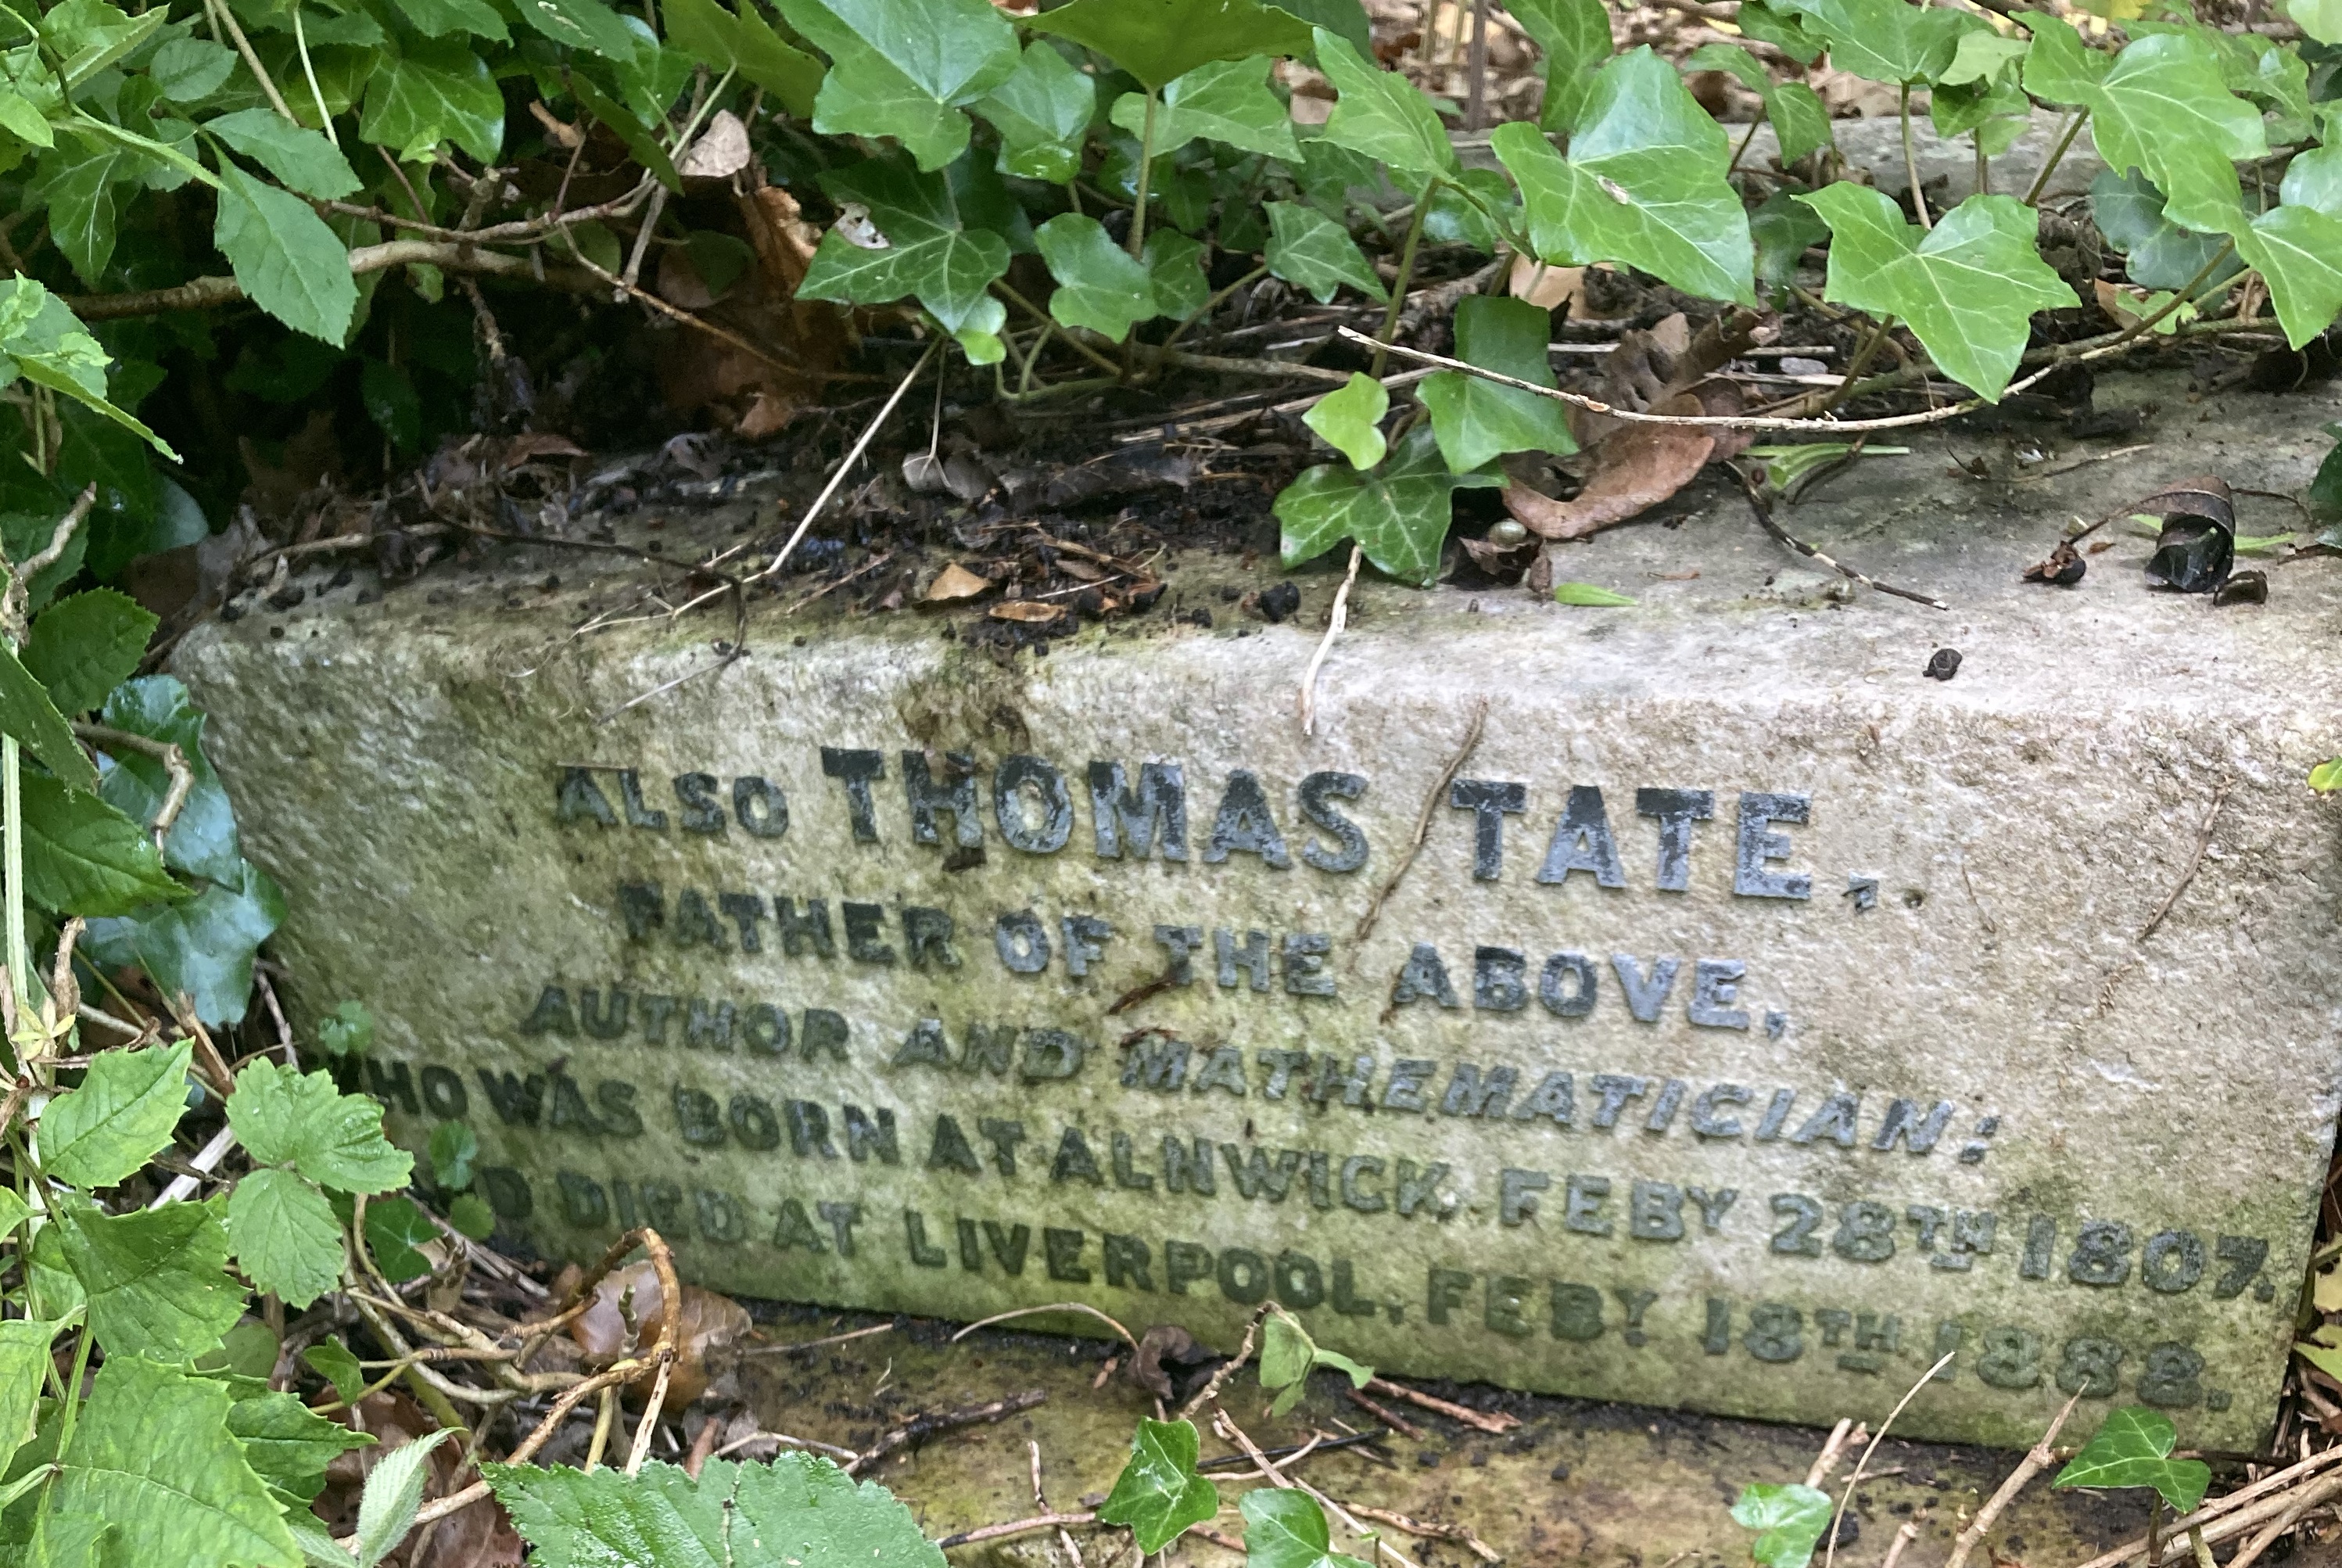 ALSO THOMAS TATE,
FATHER OF THE ABOVE,
AUTHOR AND MATHEMATICIAN:
HO WAS BORN AT ALNWICK, FEBY 28TH 1807.
D DIED AT LIVERPOOL, FEBY 18TH 1888.